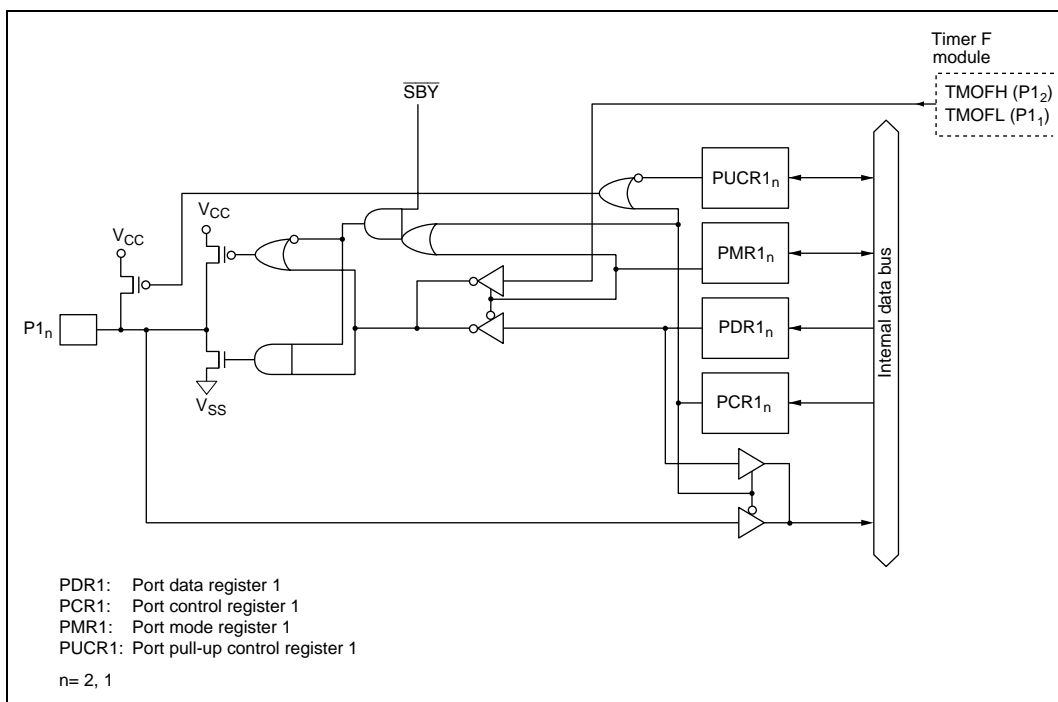 Timer F
module
TMOFH (P1₂)
TMOFL (P1₁)
S̅B̅Y̅
PUCR1ₙ
V_CC
V_CC
PMR1ₙ
P1ₙ
PDR1ₙ
Internal data bus
V_SS
PCR1ₙ
PDR1: Port data register 1
PCR1: Port control register 1
PMR1: Port mode register 1
PUCR1: Port pull-up control register 1
n= 2, 1